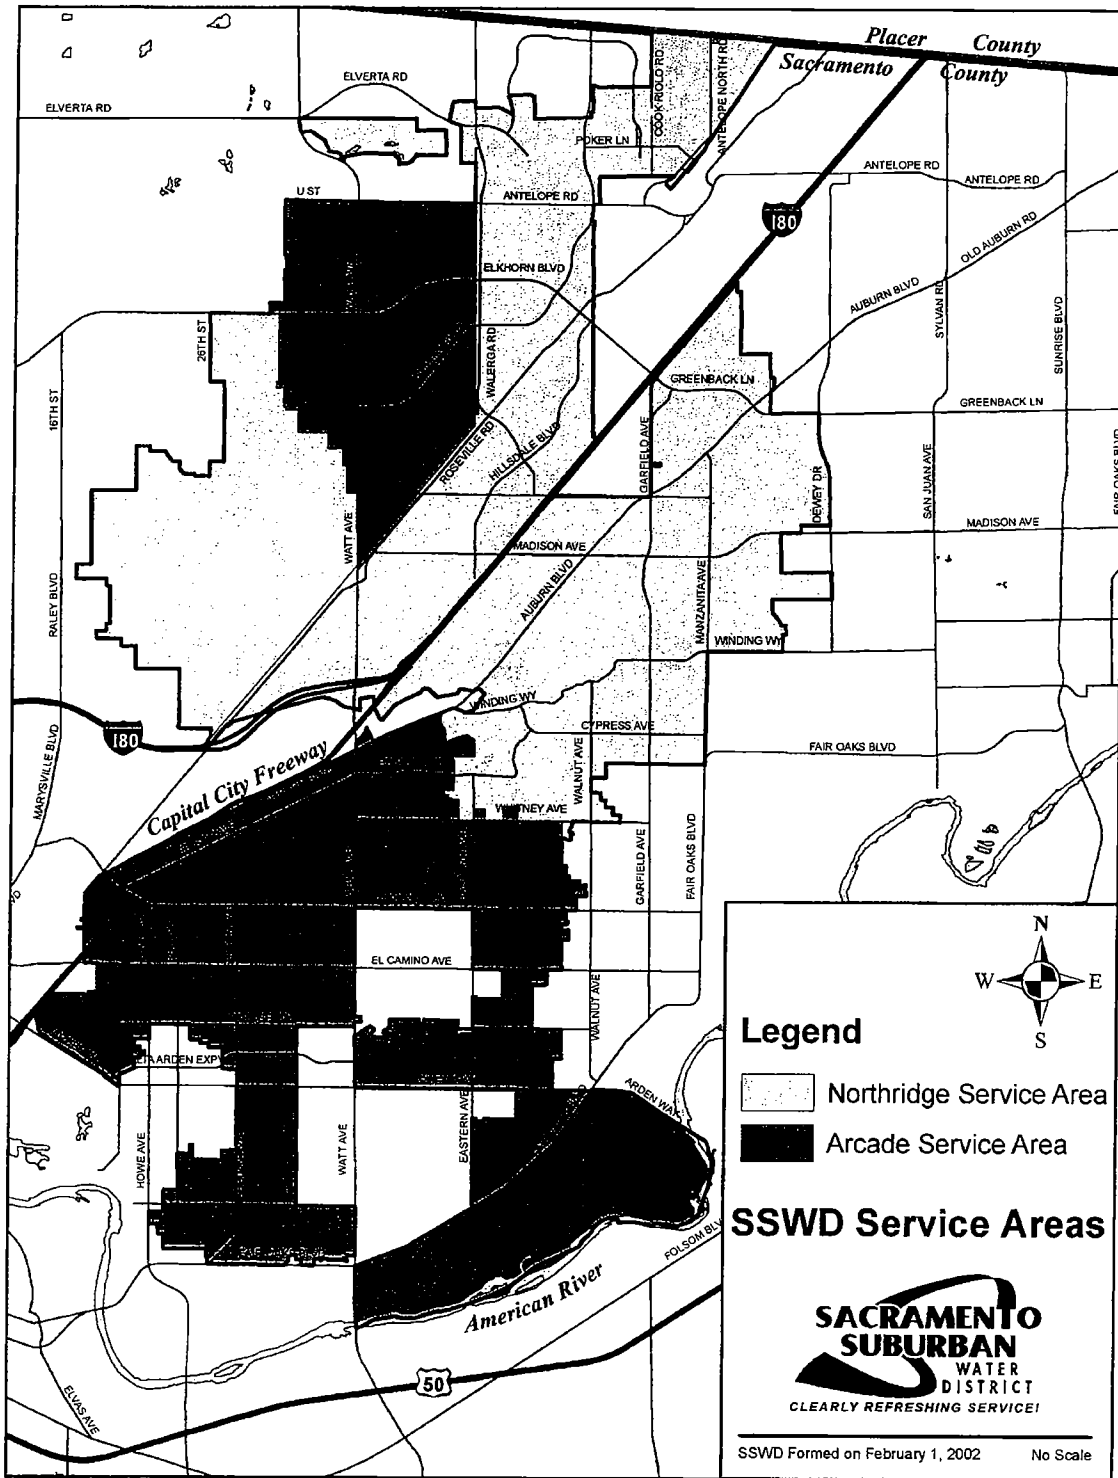 Placer County
Sacramento County
ELVERTA RD
ELVERTA RD
COOK-RIOLO RD.
ANTELOPE NORTH RD
POKER LN
ANTELOPE RD
ANTELOPE RD
U ST
ANTELOPE RD
180
OLD AUBURN RD
ELKHORN BLVD
AUBURN BLVD
SYLVAN RD
SUNRISE BLVD
26TH ST
WALERGA RD
16TH ST
GREENBACK LN
GREENBACK LN
ROSEVILLE RD
HILLSDALE BLVD
GARFIELD AVE
DEWEY DR
SAN JUAN AVE
FAIR OAKS BLVD
MADISON AVE
WATT AVE
MADISON AVE
RALEY BLVD
AUBURN BLVD
MANZANITA AVE
WINDING WY
WINDING WY
CYPRESS AVE
180
FAIR OAKS BLVD
MARYSVILLE BLVD
Capital City Freeway
WALNUT AVE
WHITNEY AVE
GARFIELD AVE
FAIR OAKS BLVD
EL CAMINO AVE
WALNUT AVE
ARDEN EXPY
ARDEN WAY
EASTERN AVE
HOWE AVE
WATT AVE
FOLSOM BLV
American River
50
ELVAS AVE
N
W E
S
Legend
Northridge Service Area
Arcade Service Area
SSWD Service Areas
SACRAMENTO
SUBURBAN
WATER
DISTRICT
CLEARLY REFRESHING SERVICE!
SSWD Formed on February 1, 2002 No Scale